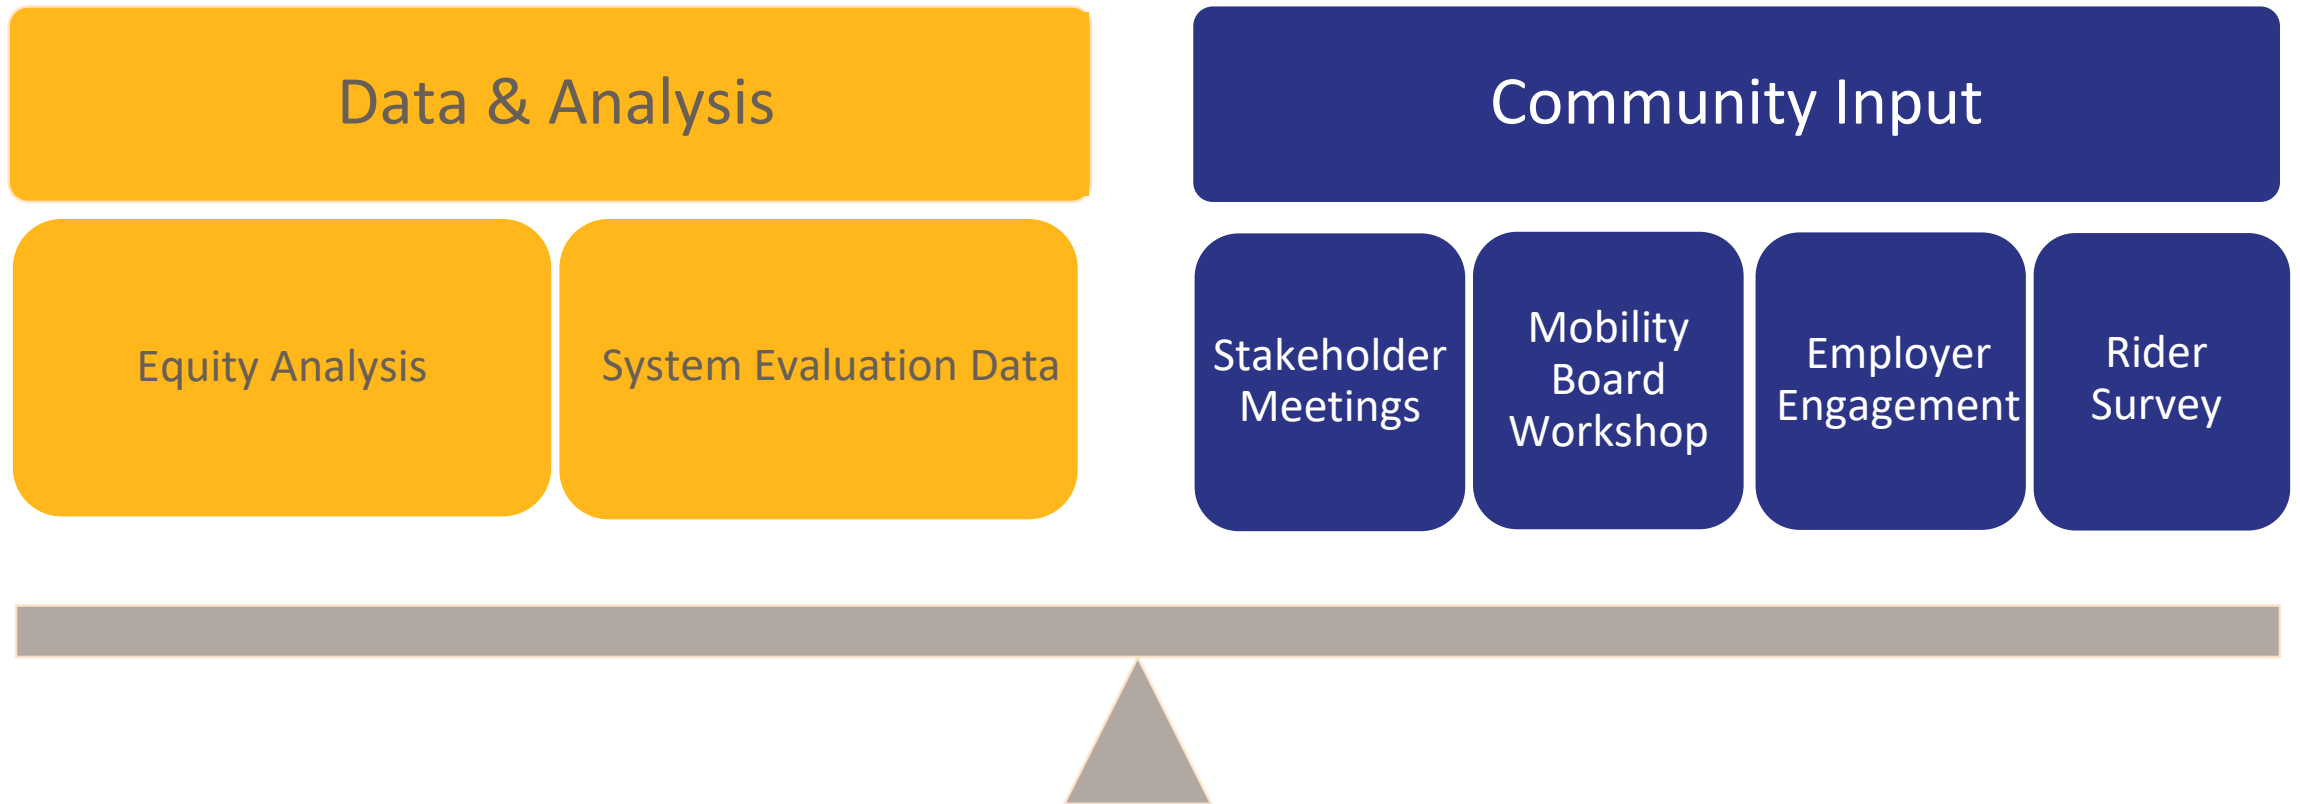 Data & Analysis
Community Input
Equity Analysis
System Evaluation Data
Stakeholder
Meetings
Mobility
Board
Workshop
Employer
Engagement
Rider
Survey